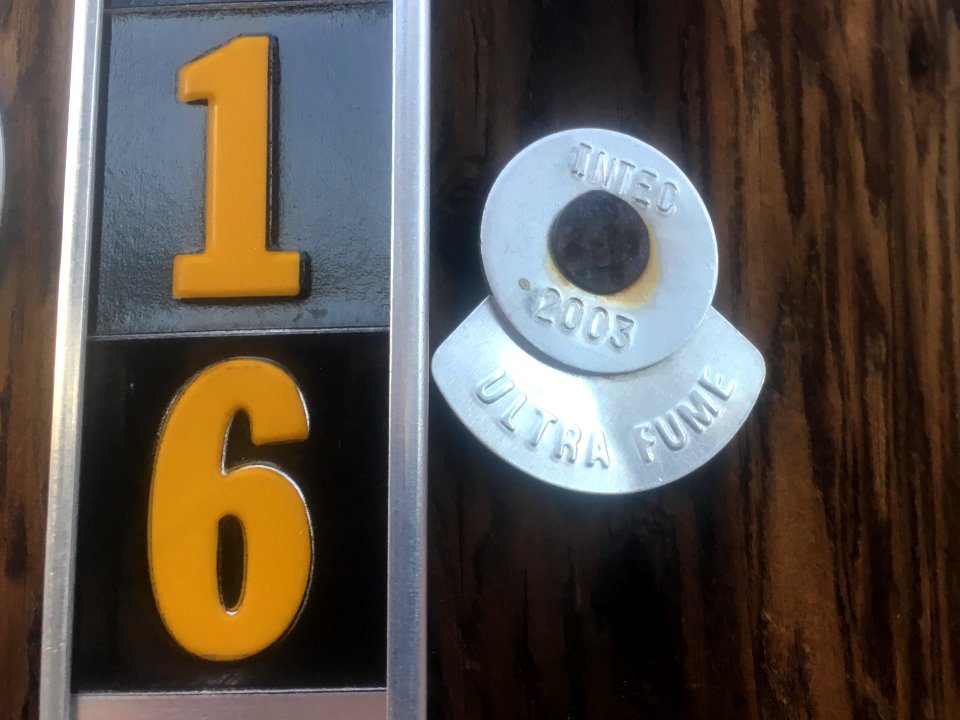 1
6
INTEC
2003
ULTRA FUME